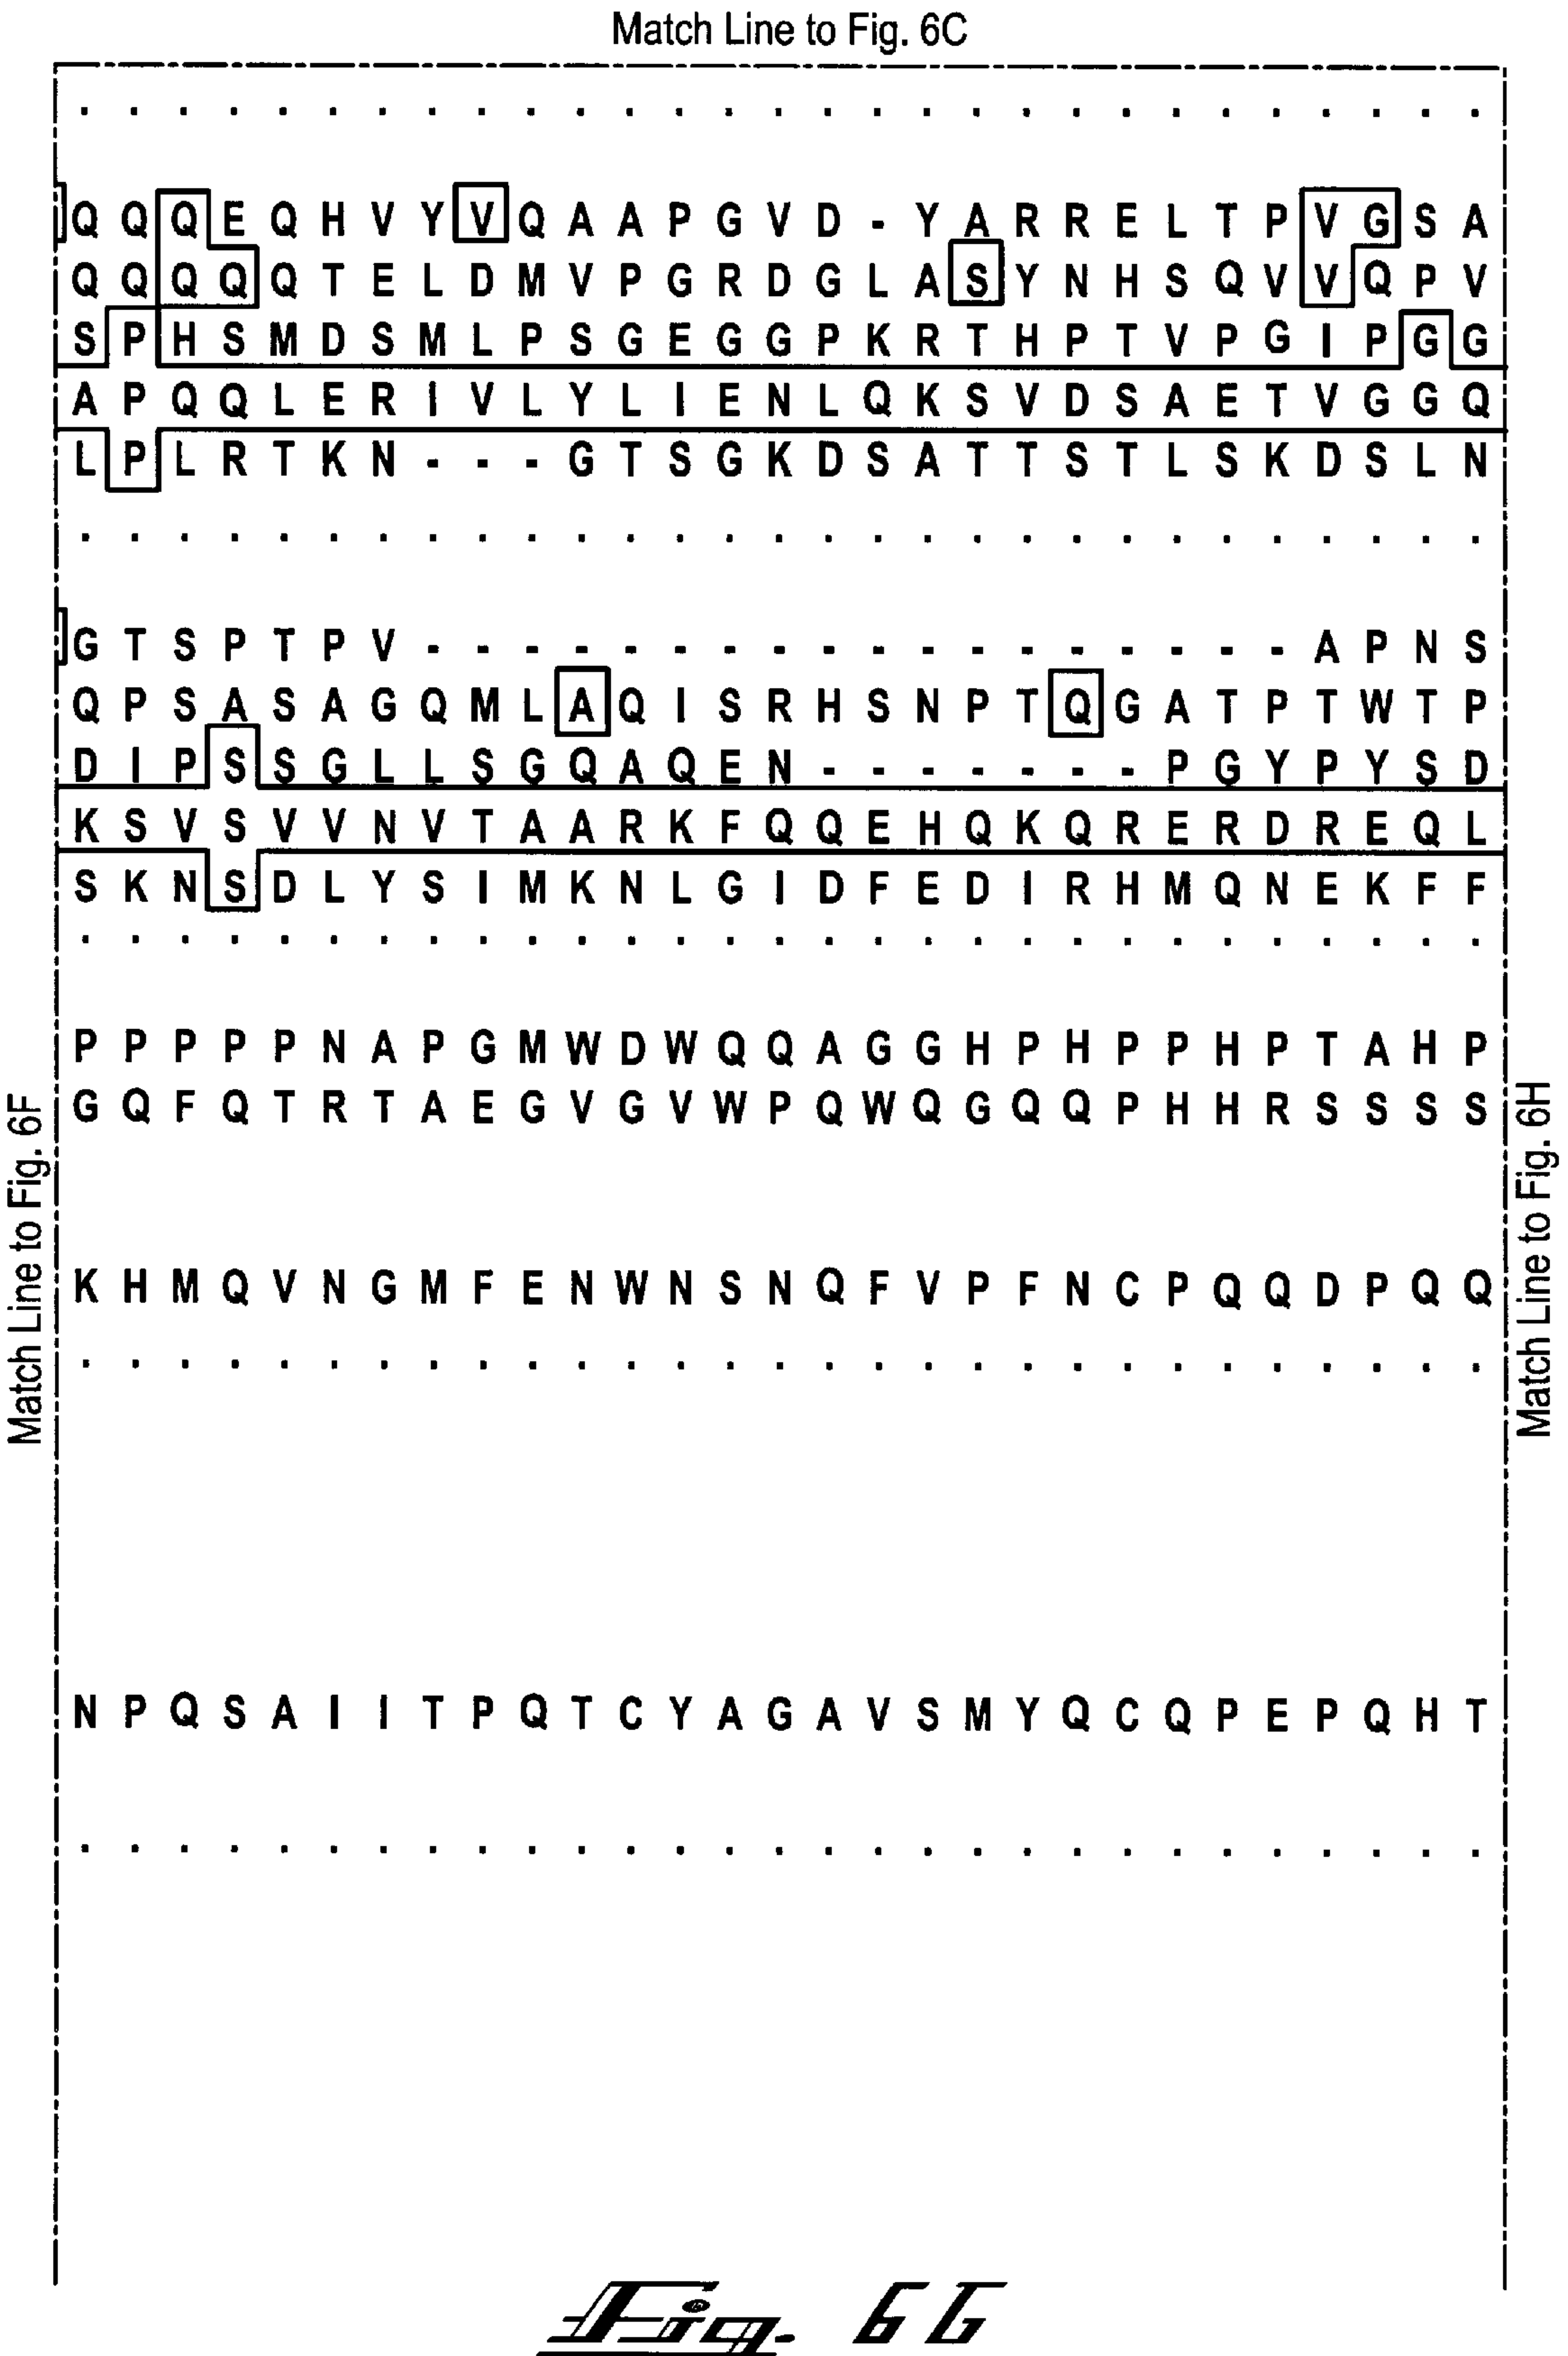 Match Line to Fig. 6C
. . . . . . . . . . . . . . . . . . . . . . . . . . . . .
Q Q Q E Q H V Y V Q A A P G V D - Y A R R E L T P V G S A
Q Q Q Q Q T E L D M V P G R D G L A S Y N H S Q V V Q P V
S P H S M D S M L P S G E G G P K R T H P T V P G I P G G
A P Q Q L E R I V L Y L I E N L Q K S V D S A E T V G G Q
L P L R T K N - - - G T S G K D S A T T S T L S K D S L N
. . . . . . . . . . . . . . . . . . . . . . . . . . . . .
G T S P T P V - - - - - - - - - - - - - - - - - - A P N S
Q P S A S A G Q M L A Q I S R H S N P T Q G A T P T W T P
D I P S S G L L S G Q A Q E N - - - - - - - P G Y P Y S D
K S V S V V N V T A A R K F Q Q E H Q K Q R E R D R E Q L
S K N S D L Y S I M K N L G I D F E D I R H M Q N E K F F
. . . . . . . . . . . . . . . . . . . . . . . . . . . . .
P P P P P N A P G M W D W Q Q A G G H P H P P H P T A H P
G Q F Q T R T A E G V G V W P Q W Q G Q Q P H H R S S S S
K H M Q V N G M F E N W N S N Q F V P F N C P Q Q D P Q Q
. . . . . . . . . . . . . . . . . . . . . . . . . . . . .
N P Q S A I I T P Q T C Y A G A V S M Y Q C Q P E P Q H T
. . . . . . . . . . . . . . . . . . . . . . . . . . . . .
Match Line to Fig. 6F
Match Line to Fig. 6H
Fig. 6G